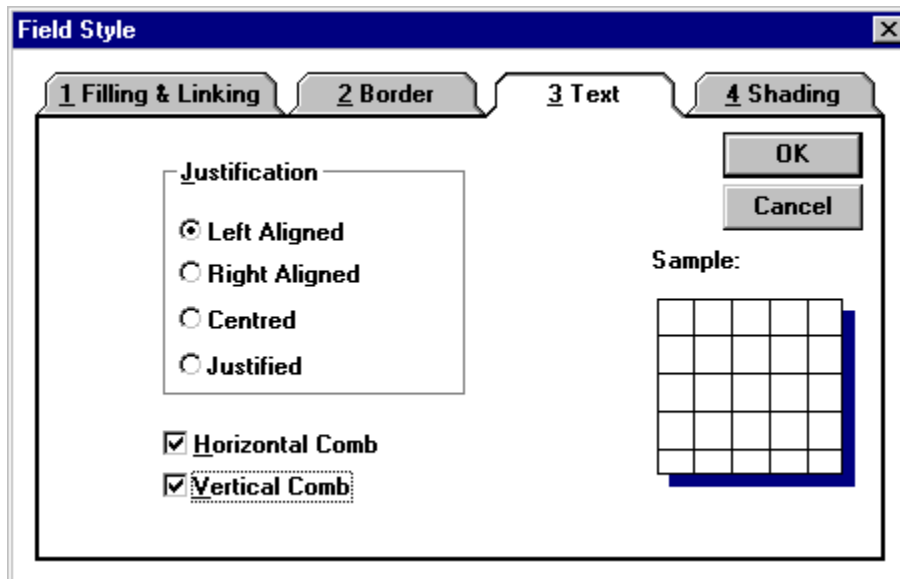 Field Style
1 Filling & Linking 2 Border 3 Text 4 Shading
OK
Cancel
Justification
Left Aligned
Right Aligned
Centred
Justified
Sample:
Horizontal Comb
Vertical Comb